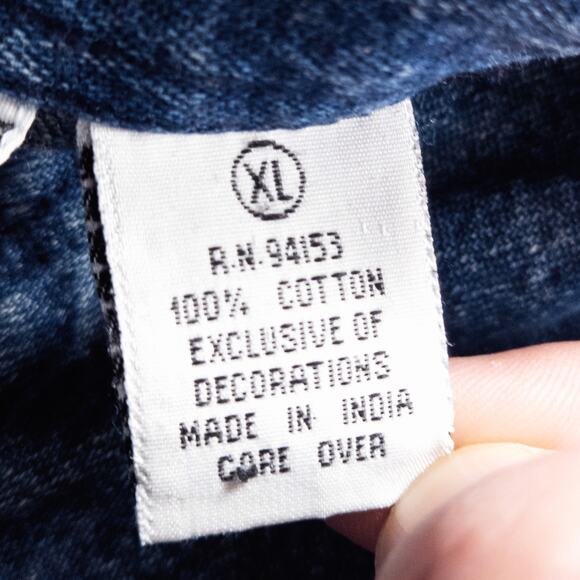 XL
R.N. 94153
100% COTTON
EXCLUSIVE OF
DECORATIONS
MADE IN INDIA
CARE OVER